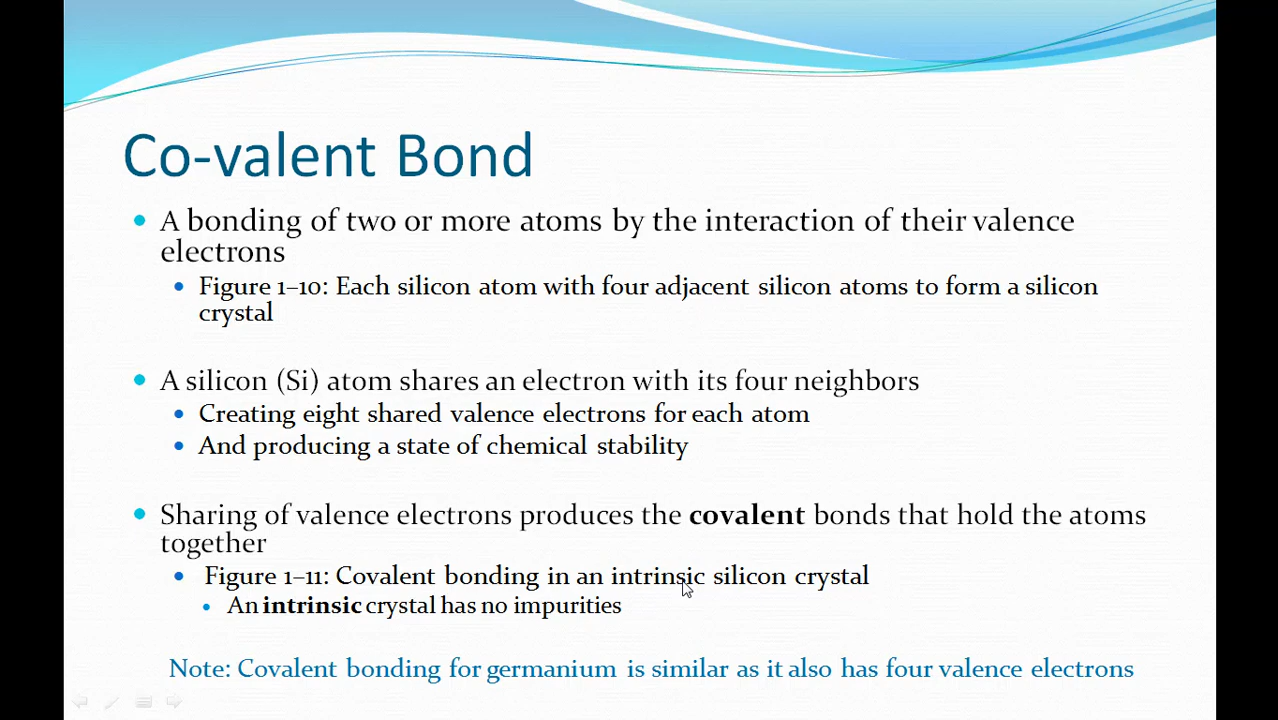 Co-valent Bond
• A bonding of two or more atoms by the interaction of their valence
electrons
• Figure 1–10: Each silicon atom with four adjacent silicon atoms to form a silicon
crystal
• A silicon (Si) atom shares an electron with its four neighbors
• Creating eight shared valence electrons for each atom
• And producing a state of chemical stability
• Sharing of valence electrons produces the covalent bonds that hold the atoms
together
• Figure 1–11: Covalent bonding in an intrinsic silicon crystal
• An intrinsic crystal has no impurities
Note: Covalent bonding for germanium is similar as it also has four valence electrons